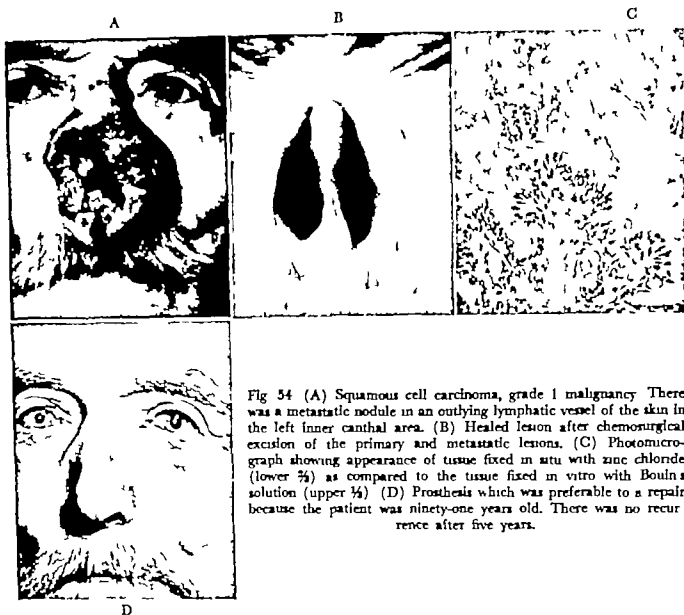 A
B
C
D
Fig 54 (A) Squamous cell carcinoma, grade 1 malignancy There
was a metastatic nodule in an outlying lymphatic vessel of the skin in
the left inner canthal area. (B) Healed lesion after chemosurgical
excision of the primary and metastatic lesions. (C) Photomicro-
graph showing appearance of tissue fixed in situ with zinc chloride
(lower ⅔) as compared to the tissue fixed in vitro with Bouin s
solution (upper ⅓) (D) Prosthesis which was preferable to a repair
because the patient was ninety-one years old. There was no recur
rence after five years.